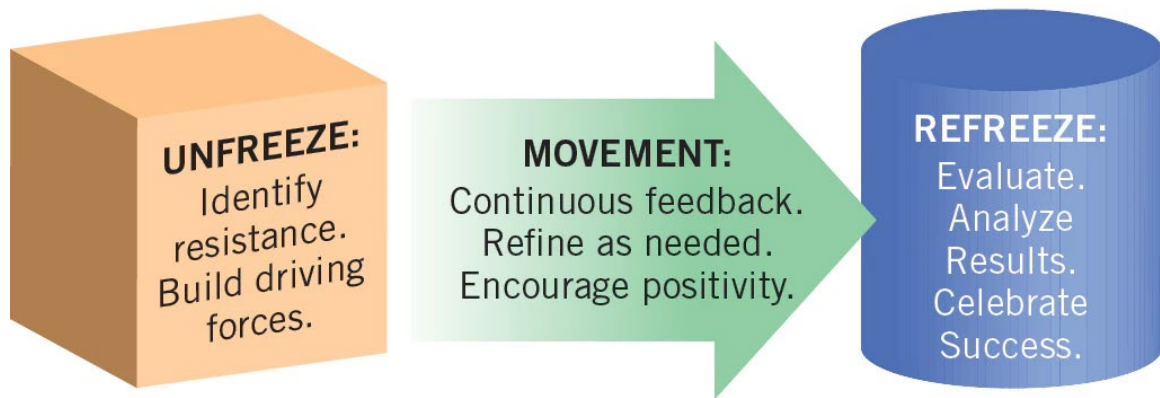 UNFREEZE:
Identify
resistance.
Build driving
forces.
MOVEMENT:
Continuous feedback.
Refine as needed.
Encourage positivity.
REFREEZE:
Evaluate.
Analyze
Results.
Celebrate
Success.